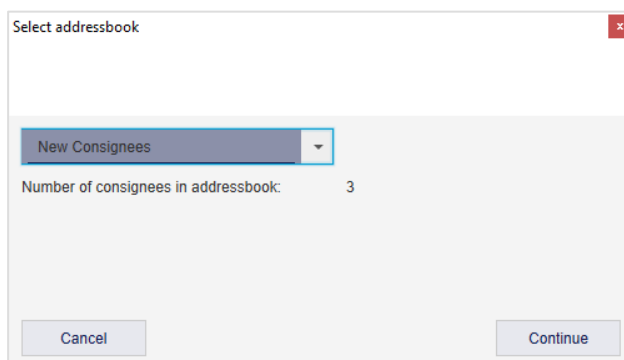 Select addressbook
x
New Consignees
Number of consignees in addressbook: 3
Cancel
Continue